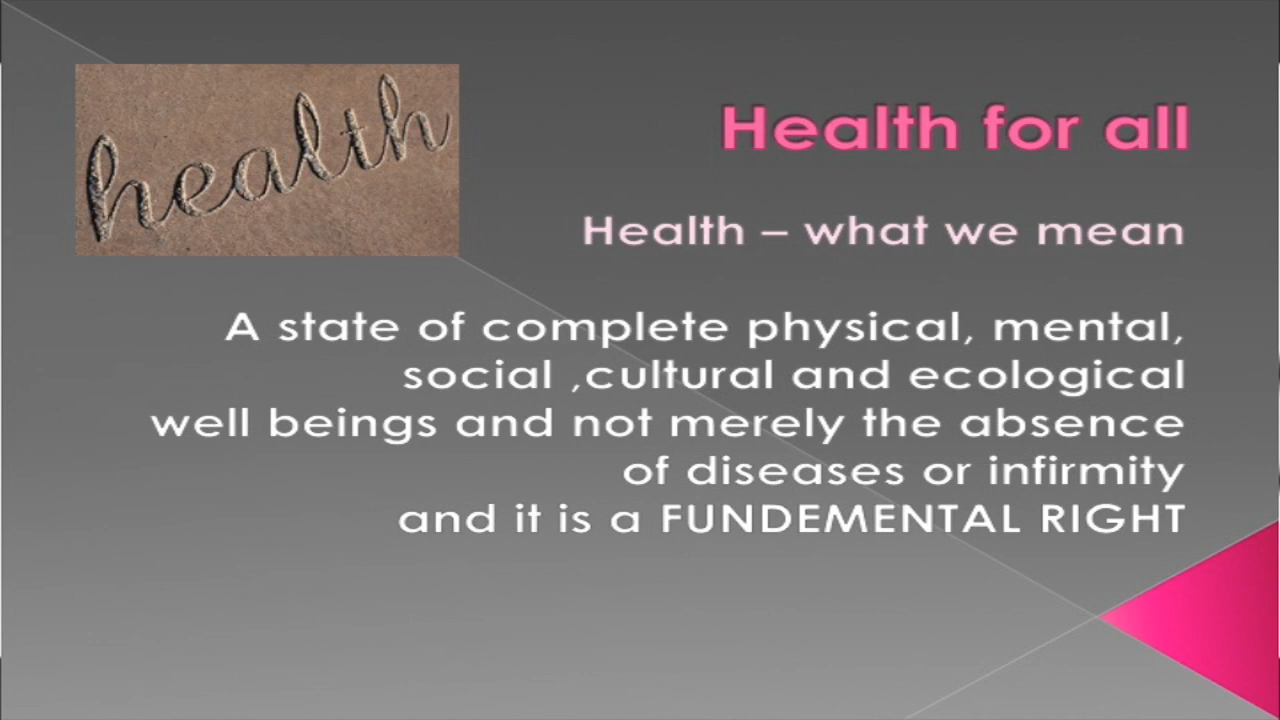 health
Health for all
Health – what we mean
A state of complete physical, mental,
social ,cultural and ecological
well beings and not merely the absence
of diseases or infirmity
and it is a FUNDEMENTAL RIGHT